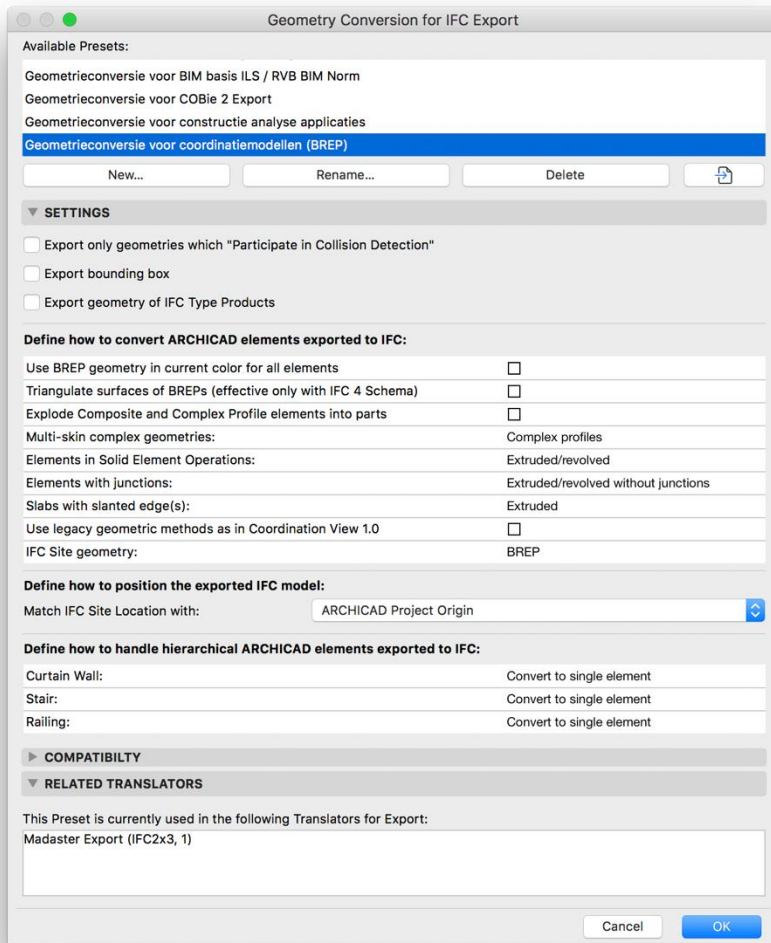 Geometry Conversion for IFC Export
Available Presets:
Geometrieconversie voor BIM basis ILS / RVB BIM Norm
Geometrieconversie voor COBie 2 Export
Geometrieconversie voor constructie analyse applicaties
Geometrieconversie voor coordinatiemodellen (BREP)
New... Rename... Delete
SETTINGS
Export only geometries which "Participate in Collision Detection"
Export bounding box
Export geometry of IFC Type Products
Define how to convert ARCHICAD elements exported to IFC:
Use BREP geometry in current color for all elements
Triangulate surfaces of BREPs (effective only with IFC 4 Schema)
Explode Composite and Complex Profile elements into parts
Multi-skin complex geometries: Complex profiles
Elements in Solid Element Operations: Extruded/revolved
Elements with junctions: Extruded/revolved without junctions
Slabs with slanted edge(s): Extruded
Use legacy geometric methods as in Coordination View 1.0
IFC Site geometry: BREP
Define how to position the exported IFC model:
Match IFC Site Location with: ARCHICAD Project Origin
Define how to handle hierarchical ARCHICAD elements exported to IFC:
Curtain Wall: Convert to single element
Stair: Convert to single element
Railing: Convert to single element
COMPATIBILTY
RELATED TRANSLATORS
This Preset is currently used in the following Translators for Export:
Madaster Export (IFC2x3, 1)
Cancel OK